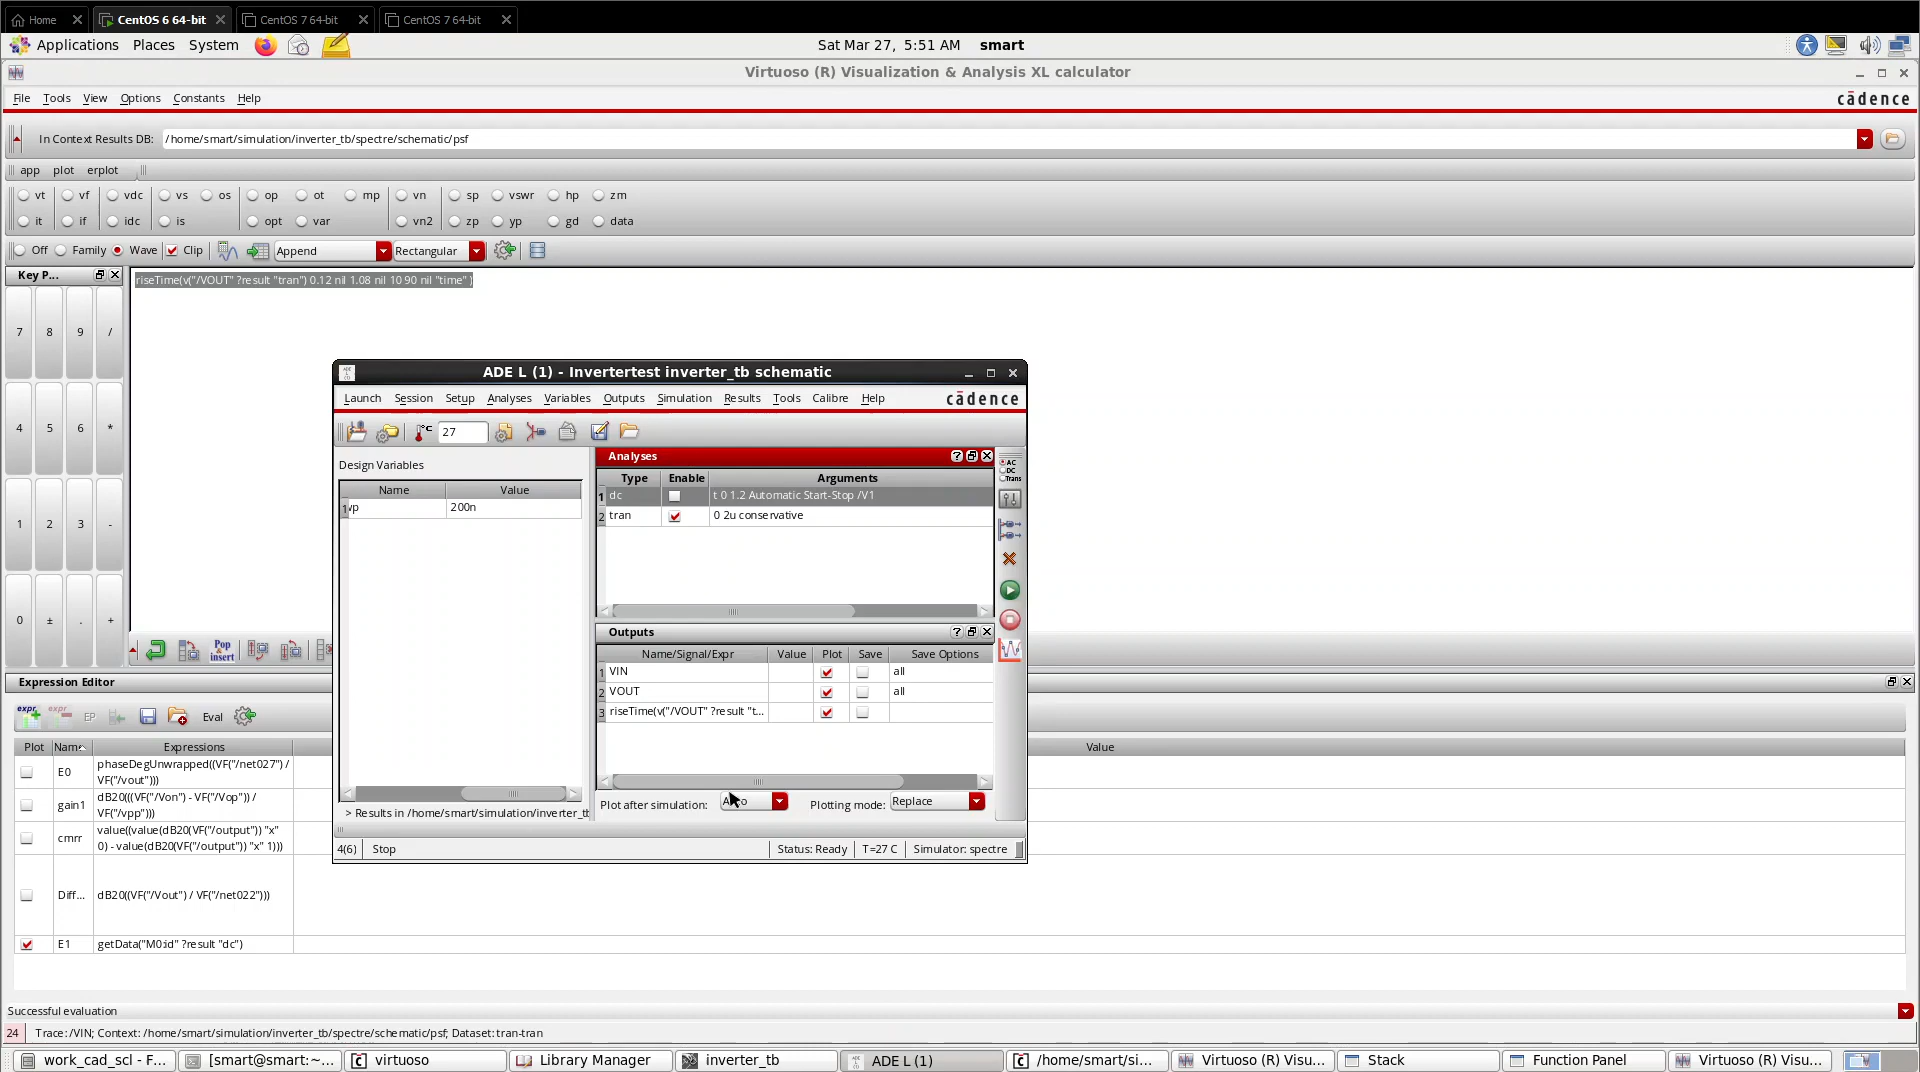 Home
CentOS 6 64-bit
CentOS 7 64-bit
CentOS 7 64-bit
Applications Places System
Sat Mar 27, 5:51 AM smart
Virtuoso (R) Visualization & Analysis XL calculator
File Tools View Options Constants Help
cādence
In Context Results DB: /home/smart/simulation/inverter_tb/spectre/schematic/psf
app plot erplot
vt vf vdc vs os op ot mp vn sp vswr hp zm
it if idc is opt var vn2 zp yp gd data
Off Family Wave Clip Append Rectangular
Key P...
riseTime(v("/VOUT" ?result "tran") 0.12 nil 1.08 nil 10 90 nil "time" )
7 8 9 /
4 5 6 *
1 2 3 -
0 ± . +
Pop
insert
ADE L (1) - Invertertest inverter_tb schematic
Launch Session Setup Analyses Variables Outputs Simulation Results Tools Calibre Help
cādence
°C 27
Design Variables
Name Value
1 vp 200n
Analyses
Type Enable Arguments
1 dc t 0 1.2 Automatic Start-Stop /V1
2 tran 0 2u conservative
AC
DC
Trans
Outputs
Name/Signal/Expr Value Plot Save Save Options
1 VIN all
2 VOUT all
3 riseTime(v("/VOUT" ?result "t...
Plot after simulation: Plotting mode: Replace
> Results in /home/smart/simulation/inverter_tb
4(6) Stop Status: Ready T=27 C Simulator: spectre
Expression Editor
expr expr EP Eval
Plot Name Expressions Value
E0 phaseDegUnwrapped((VF("/net027") /
VF("/vout")))
gain1 dB20(((VF("/Von") - VF("/Vop")) /
VF("/vpp")))
cmrr value((value(dB20(VF("/output")) "x"
0) - value(dB20(VF("/output")) "x" 1)))
Diff... dB20((VF("/Vout") / VF("/net022")))
E1 getData("M0:id" ?result "dc")
Successful evaluation
24 Trace:/VIN; Context: /home/smart/simulation/inverter_tb/spectre/schematic/psf; Dataset: tran-tran
work_cad_scl - F... [smart@smart:~... virtuoso Library Manager inverter_tb ADE L (1) /home/smart/si... Virtuoso (R) Visu... Stack Function Panel Virtuoso (R) Visu...